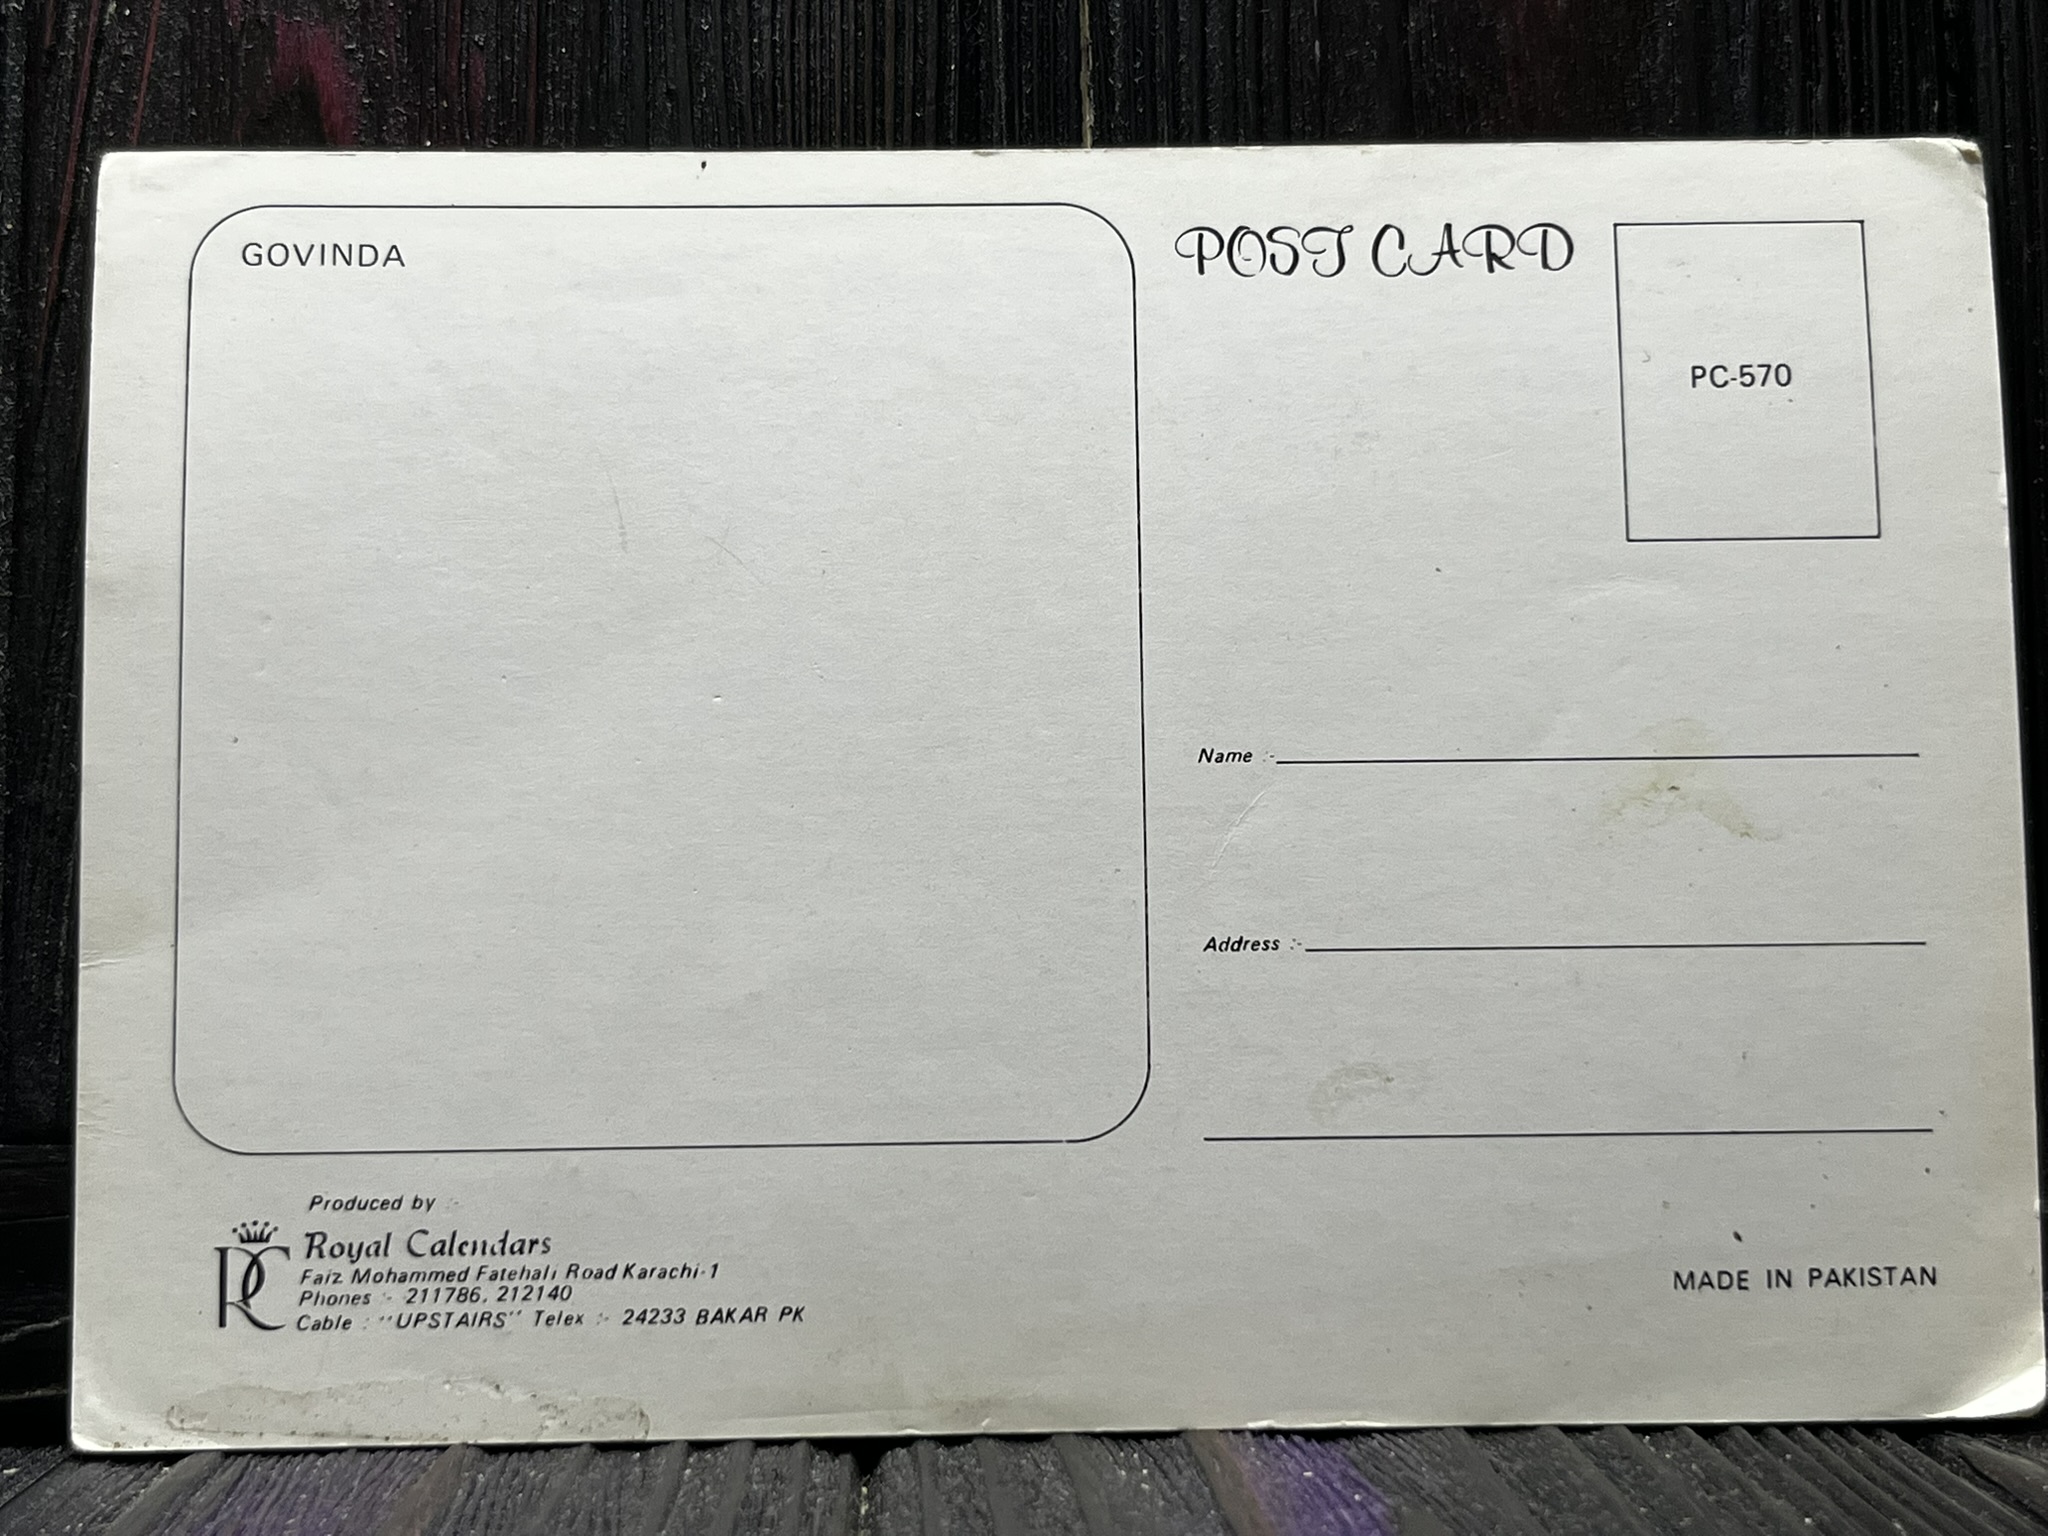 GOVINDA
POST CARD
PC-570
Name :-
Address :-
Produced by :-
RC
Royal Calendars
Faiz Mohammed Fatehali Road Karachi-1
Phones :- 211786, 212140
Cable : "UPSTAIRS" Telex :- 24233 BAKAR PK
MADE IN PAKISTAN